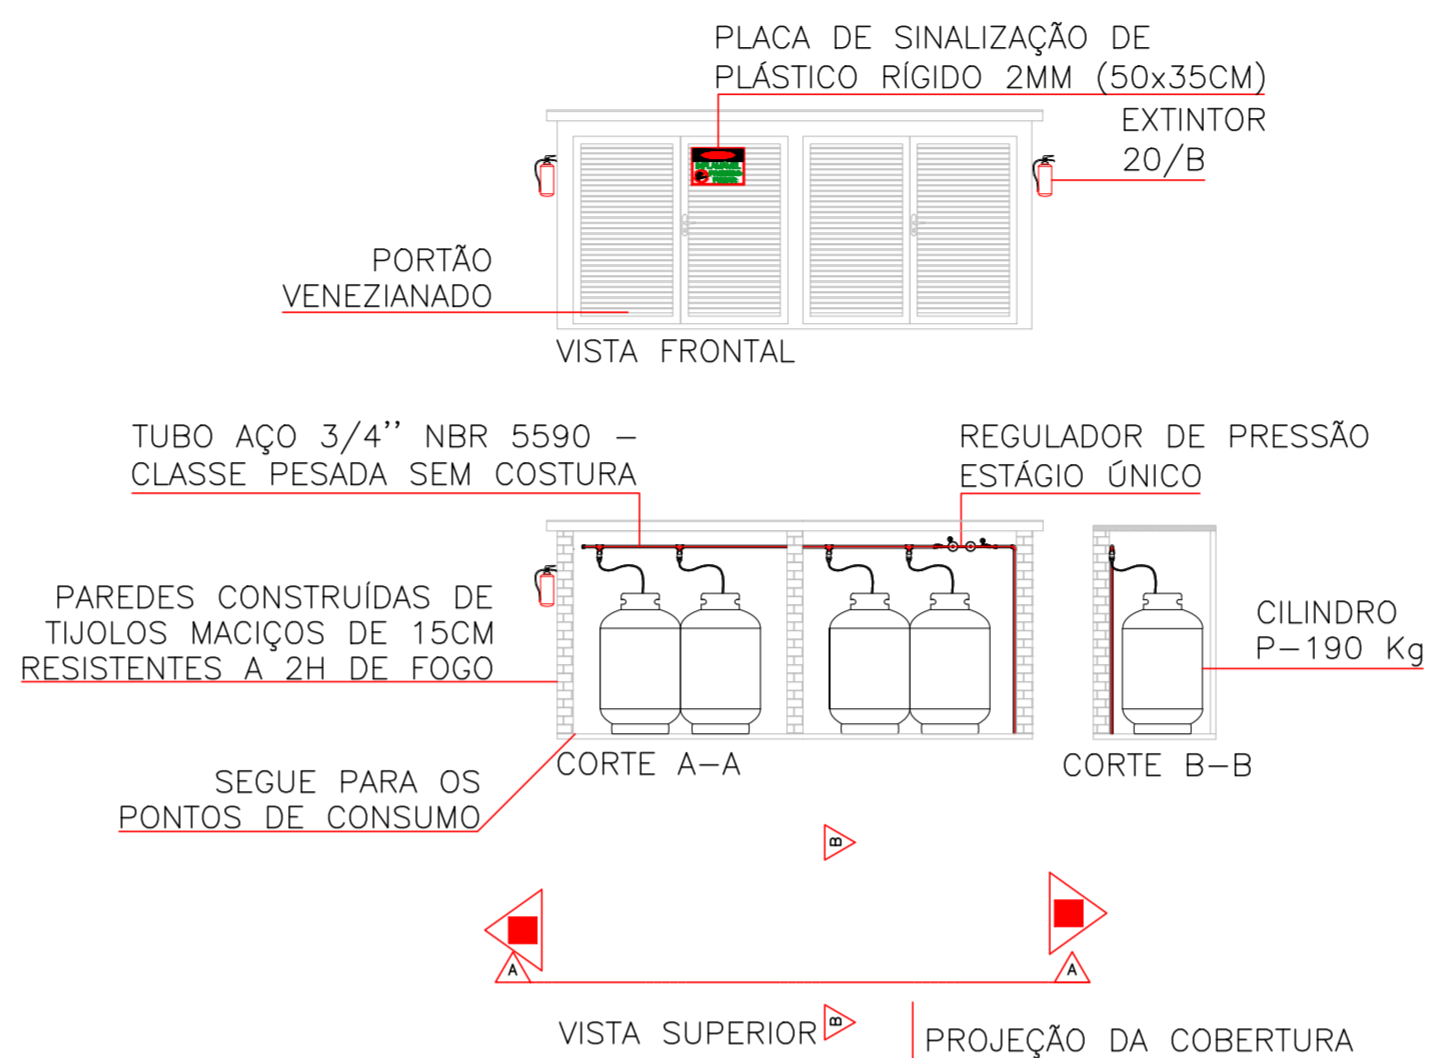 PLACA DE SINALIZAÇÃO DE
PLÁSTICO RÍGIDO 2MM (50x35CM)
EXTINTOR
20/B
PORTÃO
VENEZIANADO
VISTA FRONTAL
TUBO AÇO 3/4'' NBR 5590 –
CLASSE PESADA SEM COSTURA
REGULADOR DE PRESSÃO
ESTÁGIO ÚNICO
PAREDES CONSTRUÍDAS DE
TIJOLOS MACIÇOS DE 15CM
RESISTENTES A 2H DE FOGO
CILINDRO
P–190 Kg
CORTE A–A
CORTE B–B
SEGUE PARA OS
PONTOS DE CONSUMO
B
A
A
B
VISTA SUPERIOR
PROJEÇÃO DA COBERTURA